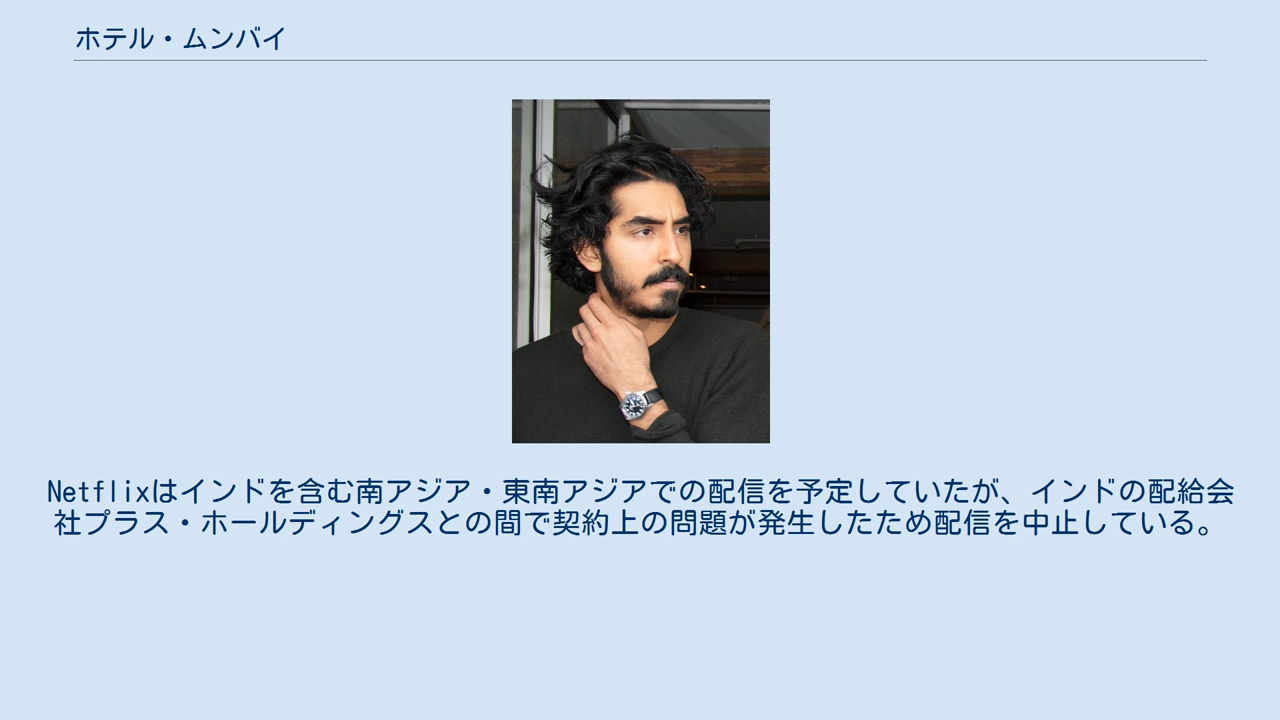 ホテル・ムンバイ
Netflixはインドを含む南アジア・東南アジアでの配信を予定していたが、インドの配給会
社プラス・ホールディングスとの間で契約上の問題が発生したため配信を中止している。